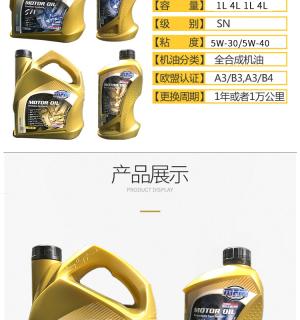 【容　量】 1L 4L 1L 4L
【级　别】 SN
【粘　度】 5W-30/5W-40
【机油分类】 全合成机油
【欧盟认证】 A3/B3,A3/B4
【更换周期】 1年或者1万公里
MOTOR OIL
MOTOR OIL
产品展示
PRODUCT DISPLAY
MOTOR OIL
MOTOR OIL